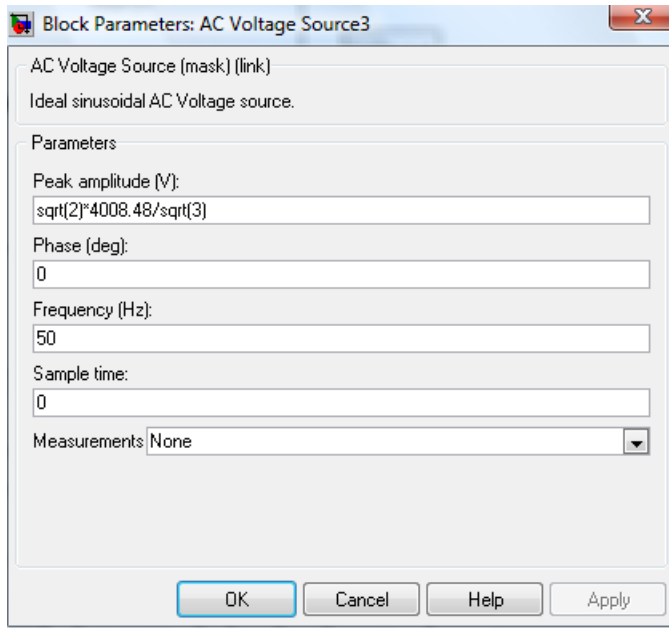 Block Parameters: AC Voltage Source3
AC Voltage Source (mask) (link)
Ideal sinusoidal AC Voltage source.
Parameters
Peak amplitude (V):
sqrt(2)*4008.48/sqrt(3)
Phase (deg):
0
Frequency (Hz):
50
Sample time:
0
Measurements None
OK Cancel Help Apply